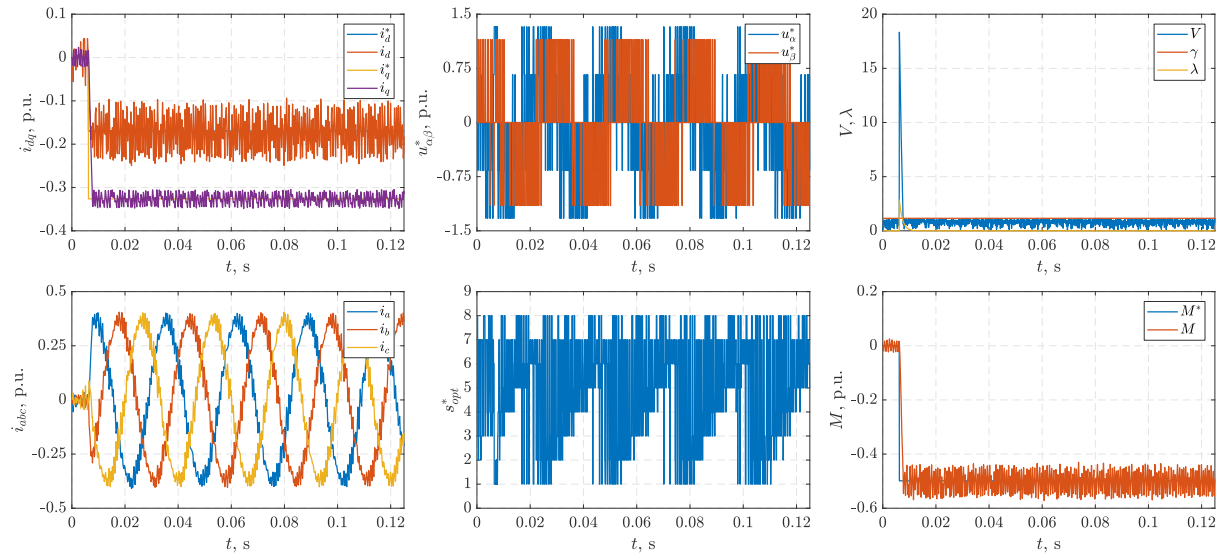 0
-0.1
-0.2
-0.3
-0.4
i_{dq}, p.u.
i_d^*
i_d
i_q^*
i_q
0 0.02 0.04 0.06 0.08 0.1 0.12
t, s
1.5
0.75
0
-0.75
-1.5
u_{αβ}^*, p.u.
u_α^*
u_β^*
0 0.02 0.04 0.06 0.08 0.1 0.12
t, s
20
15
10
5
0
V, λ
V
γ
λ
0 0.02 0.04 0.06 0.08 0.1 0.12
t, s
0.5
0.25
0
-0.25
-0.5
i_{abc}, p.u.
i_a
i_b
i_c
0 0.02 0.04 0.06 0.08 0.1 0.12
t, s
9
8
7
6
5
4
3
2
1
0
s_{opt}^*
0 0.02 0.04 0.06 0.08 0.1 0.12
t, s
0
-0.2
-0.4
-0.6
M, p.u.
M^*
M
0 0.02 0.04 0.06 0.08 0.1 0.12
t, s